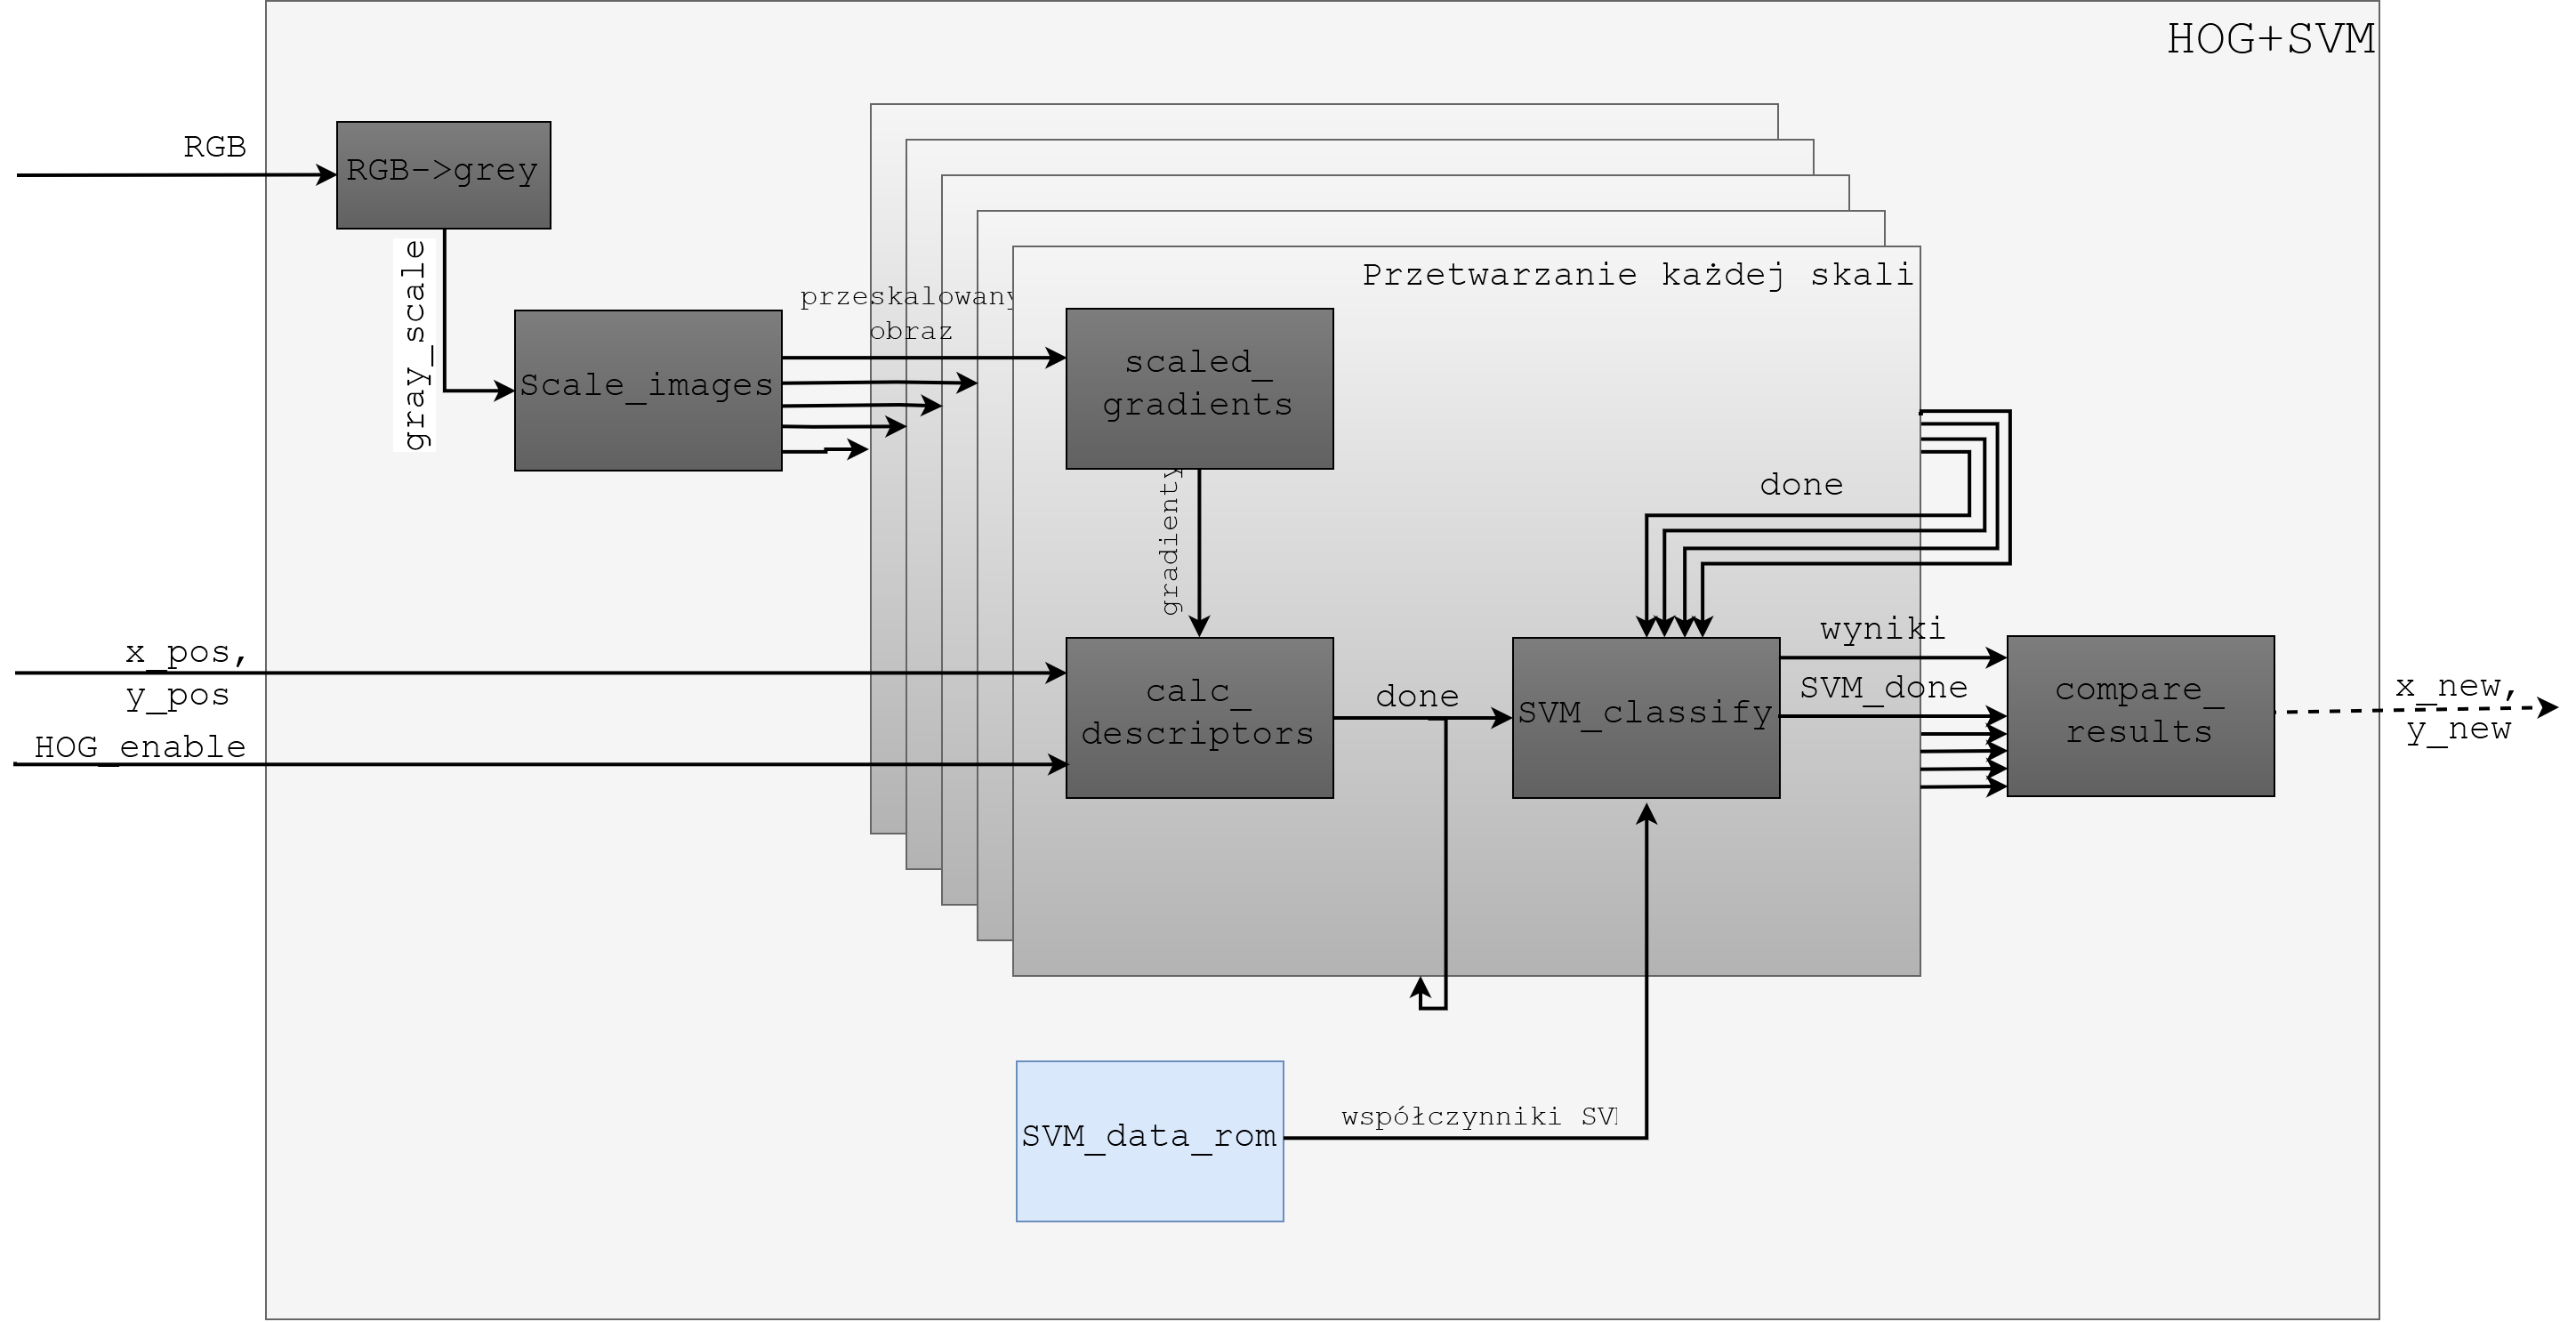 HOG+SVM
RGB
RGB->grey
gray_scale
Przetwarzanie każdej skali
przeskalowany
obraz
Scale_images
scaled_
gradients
gradienty
done
x_pos,
y_pos
HOG_enable
calc_
descriptors
done
SVM_classify
wyniki
SVM_done
compare_
results
x_new,
y_new
współczynniki
SVM_data_rom